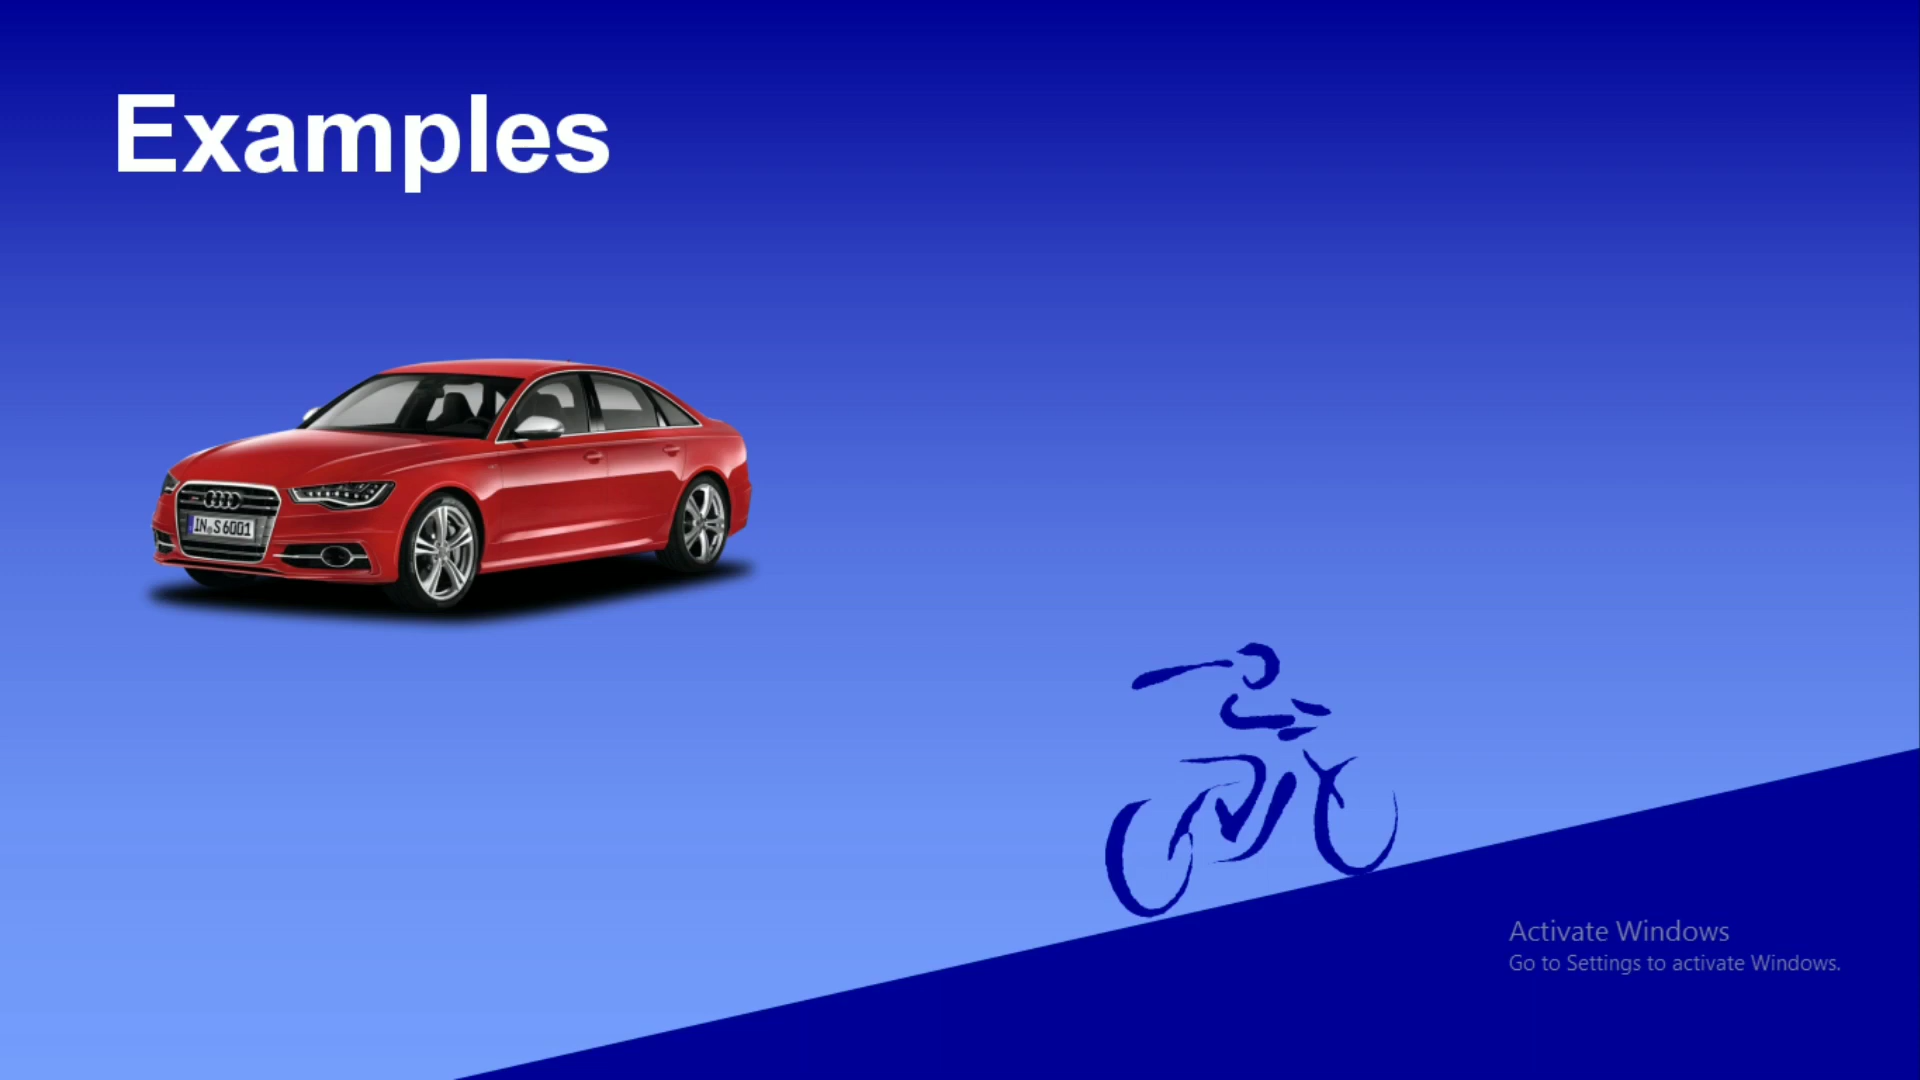 Examples
IN S 6001
Activate Windows
Go to Settings to activate Windows.